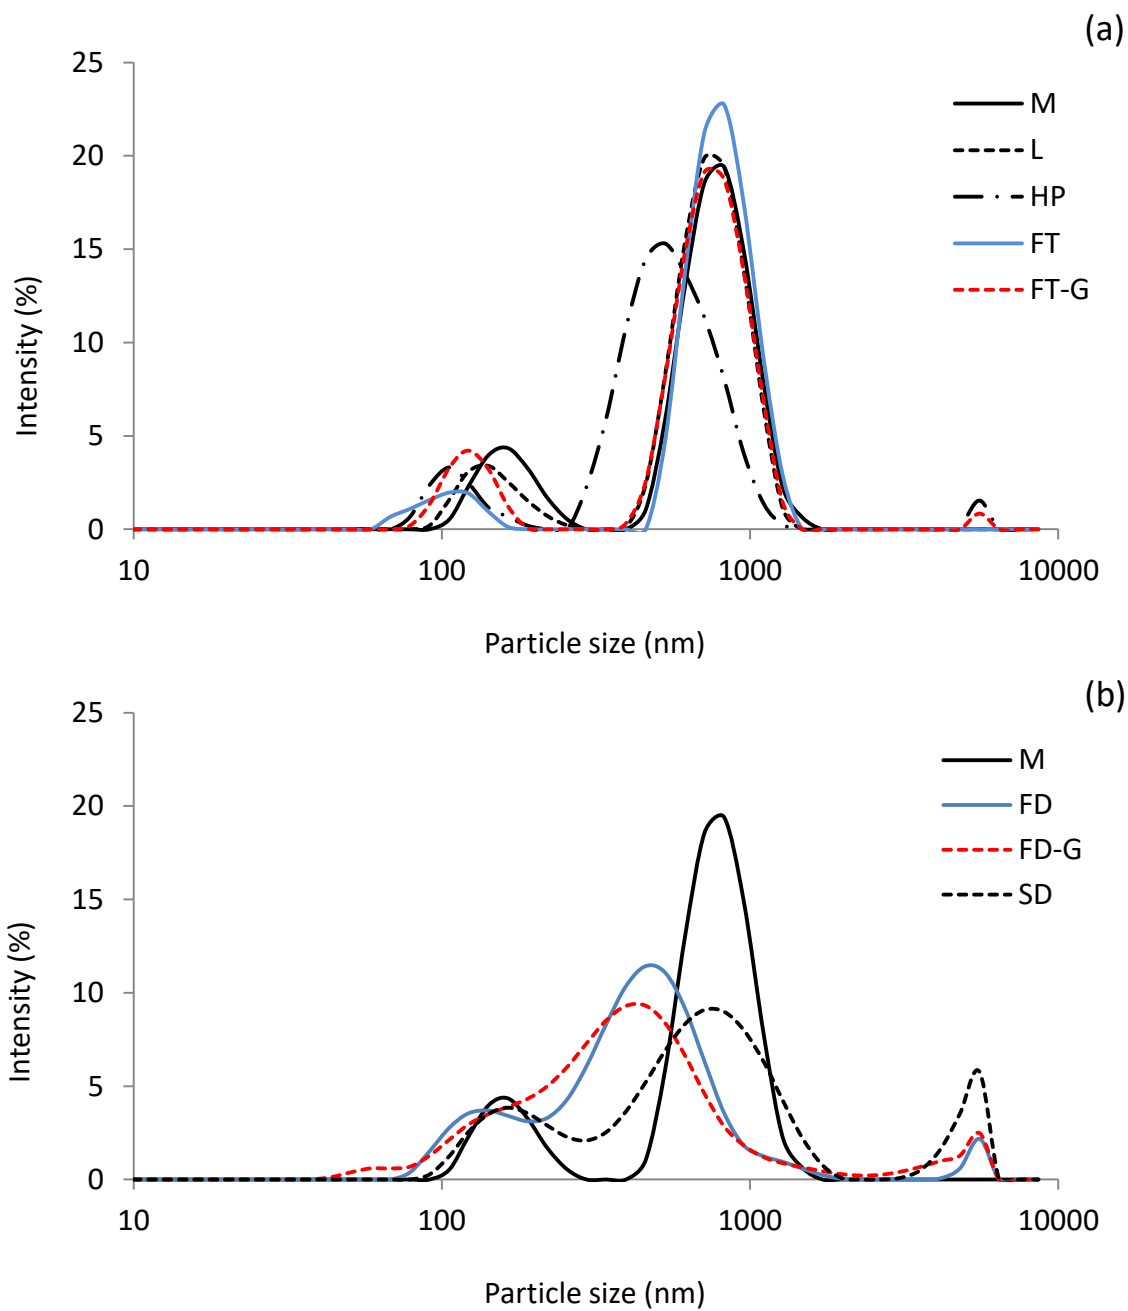 (a)
25
20
15
10
5
0
Intensity (%)
M
L
HP
FT
FT-G
10 100 1000 10000
Particle size (nm)
(b)
25
20
15
10
5
0
Intensity (%)
M
FD
FD-G
SD
10 100 1000 10000
Particle size (nm)